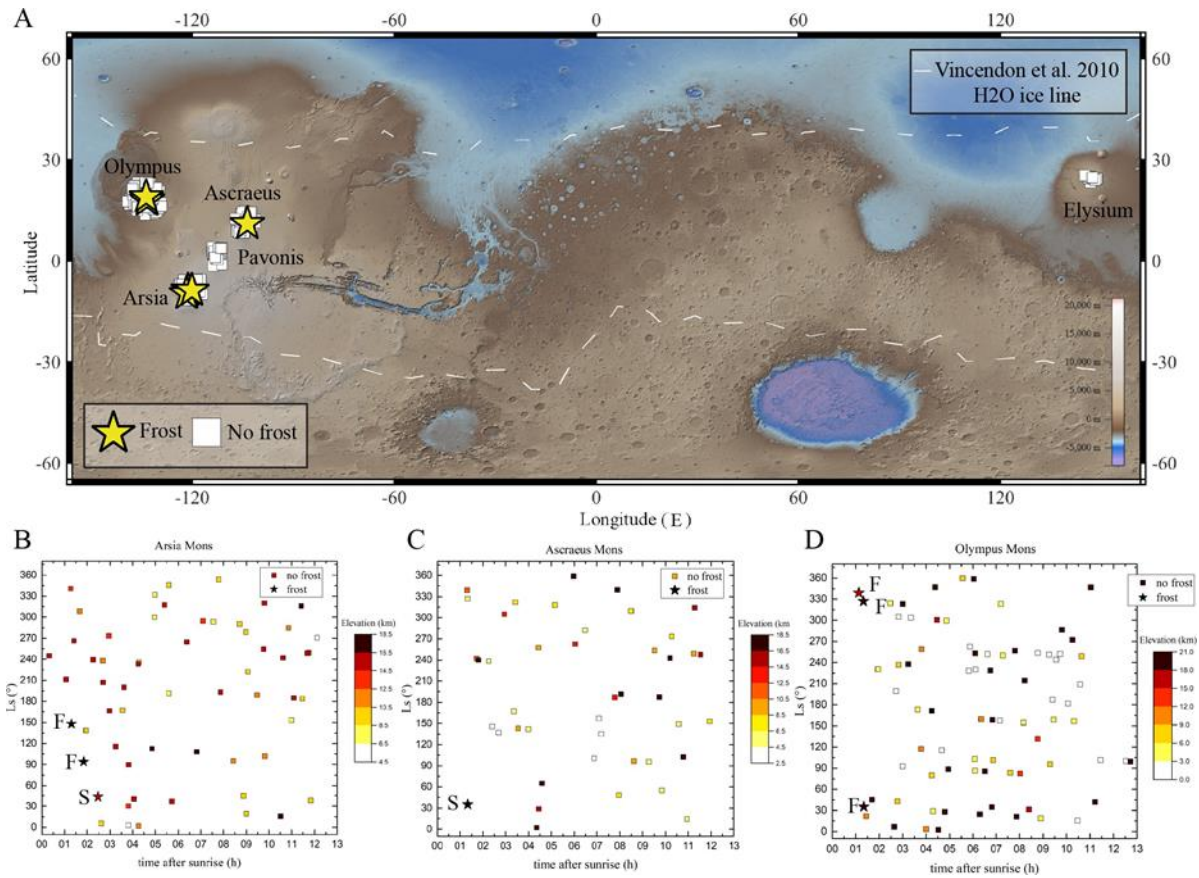 A
-120
-60
0
60
120
60
30
0
-30
-60
Latitude
60
30
0
-30
-60
Vincendon et al. 2010
H2O ice line
Olympus
Ascraeus
Pavonis
Arsia
Elysium
20,000 m
15,000 m
10,000 m
5,000 m
0 m
-5,000 m
Frost
No frost
-120
-60
0
60
120
Longitude (E)
B
Arsia Mons
no frost
frost
Ls (°)
360
330
300
270
240
210
180
150
120
90
60
30
0
F
F
S
Elevation (km)
18.5
16.5
14.5
12.5
10.5
8.5
6.5
4.5
00 01 02 03 04 05 06 07 08 09 10 11 12 13
time after sunrise (h)
C
Ascraeus Mons
no frost
frost
Ls (°)
360
330
300
270
240
210
180
150
120
90
60
30
0
S
Elevation (km)
18.5
16.5
14.5
12.5
10.5
8.5
6.5
4.5
2.5
00 01 02 03 04 05 06 07 08 09 10 11 12 13
time after sunrise (h)
D
Olympus Mons
no frost
frost
Ls (°)
360
330
300
270
240
210
180
150
120
90
60
30
0
F
F
F
Elevation (km)
21.0
18.0
15.0
12.0
9.0
6.0
3.0
0.0
00 01 02 03 04 05 06 07 08 09 10 11 12 13
time after sunrise (h)